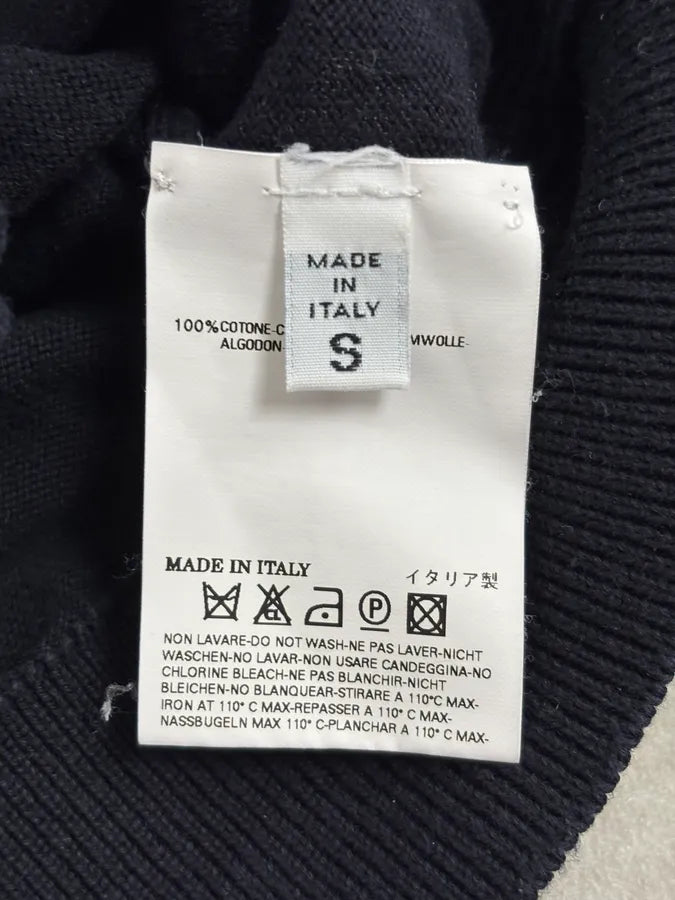 MADE
IN
ITALY
S
100%COTONE-C
ALGODON-
MWOLLE-
MADE IN ITALY
イタリア製
CL
P
NON LAVARE-DO NOT WASH-NE PAS LAVER-NICHT
WASCHEN-NO LAVAR-NON USARE CANDEGGINA-NO
CHLORINE BLEACH-NE PAS BLANCHIR-NICHT
BLEICHEN-NO BLANQUEAR-STIRARE A 110°C MAX-
IRON AT 110° C MAX-REPASSER A 110° C MAX-
NASSBUGELN MAX 110° C-PLANCHAR A 110° C MAX-